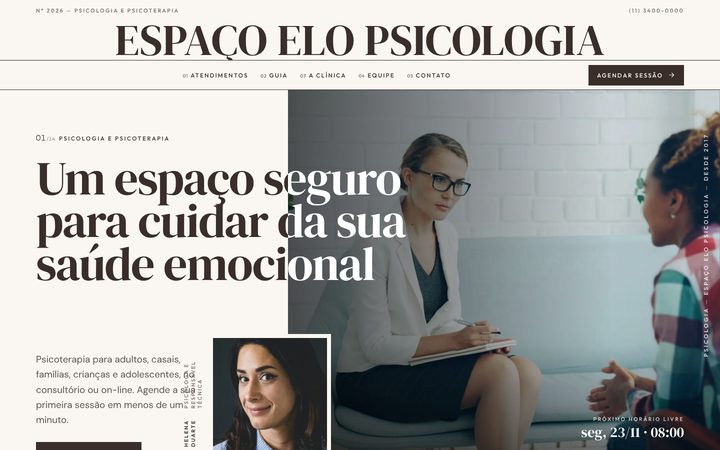 Nº 2026 — PSICOLOGIA E PSICOTERAPIA
(11) 3400-0000
ESPAÇO ELO PSICOLOGIA
01 ATENDIMENTOS
02 GUIA
03 A CLÍNICA
04 EQUIPE
05 CONTATO
AGENDAR SESSÃO →
01/14 PSICOLOGIA E PSICOTERAPIA
Um espaço seguro
para cuidar da sua
saúde emocional
Psicoterapia para adultos, casais,
famílias, crianças e adolescentes, no
consultório ou on-line. Agende a sua
primeira sessão em menos de um
minuto.
HELENA
DUARTE
PSICÓLOGA E
RESPONSÁVEL
TÉCNICA
PSICOLOGIA — ESPAÇO ELO PSICOLOGIA — DESDE 2017
PRÓXIMO HORÁRIO LIVRE
seg, 23/11 · 08:00